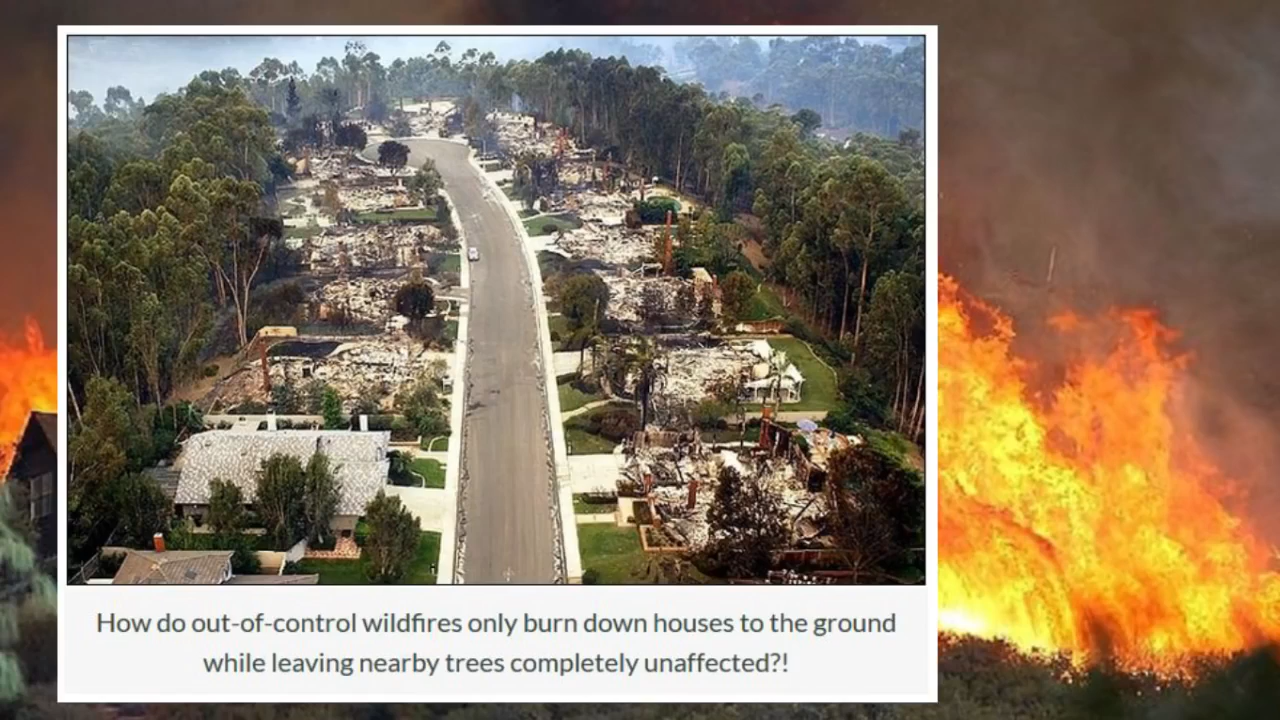 How do out-of-control wildfires only burn down houses to the ground
while leaving nearby trees completely unaffected?!